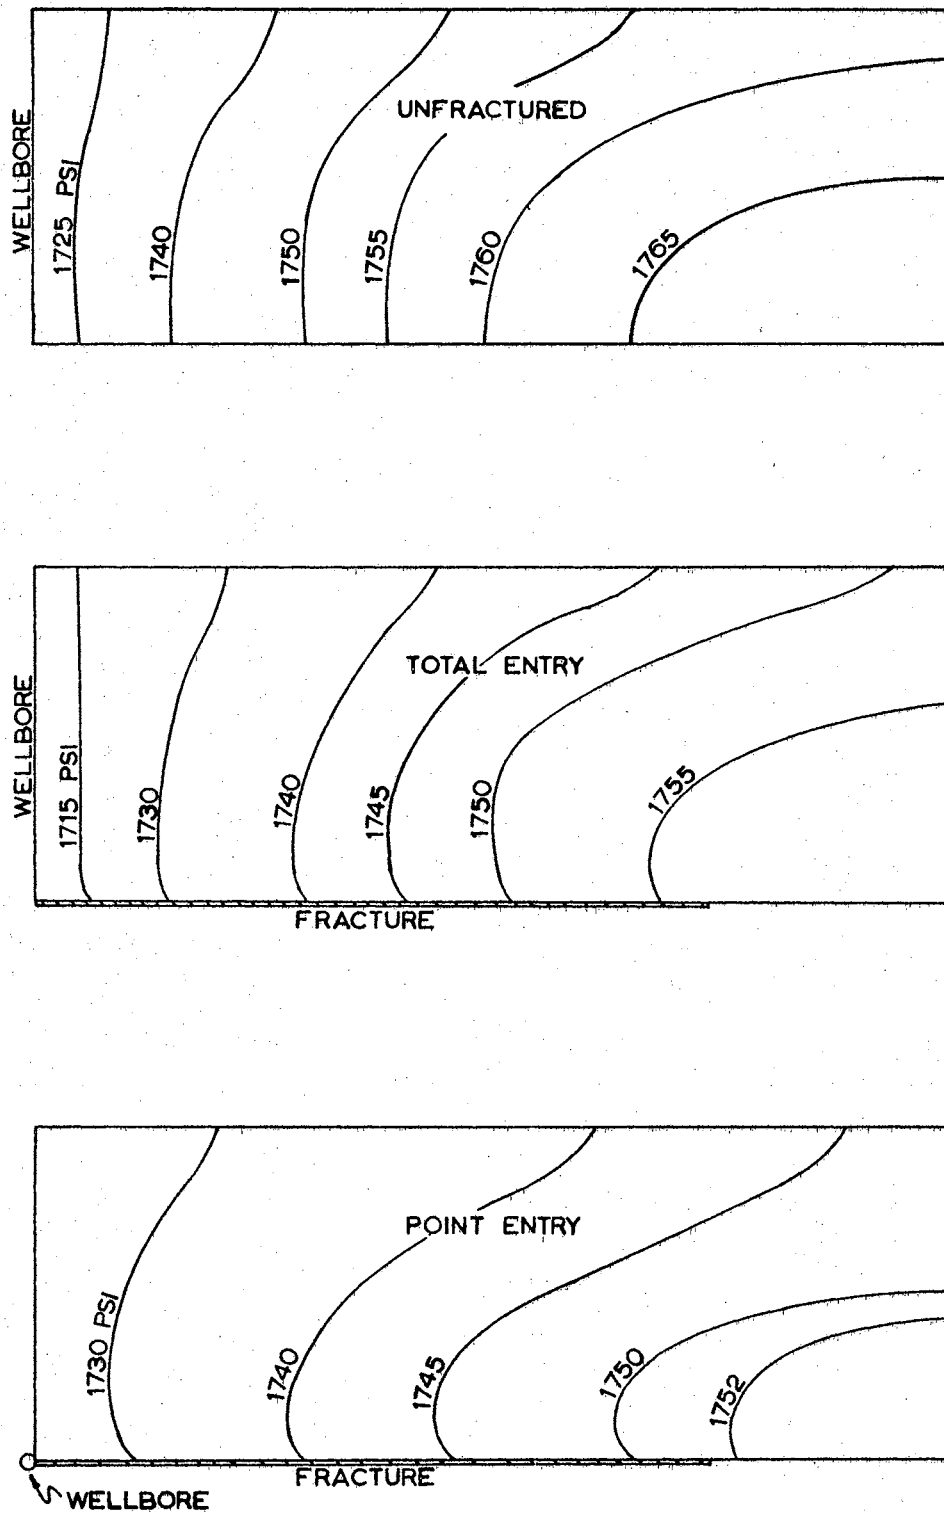 UNFRACTURED
WELLBORE
1725 PSI
1740
1750
1755
1760
1765
TOTAL ENTRY
WELLBORE
1715 PSI
1730
1740
1745
1750
1755
FRACTURE
POINT ENTRY
1730 PSI
1740
1745
1750
1752
FRACTURE
WELLBORE